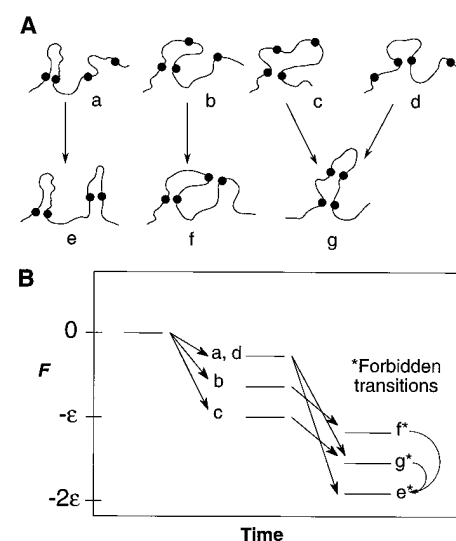 A
a b c d
e f g
B
0
F
-ε
-2ε
a, d
b
c
*Forbidden
transitions
f*
g*
e*
Time